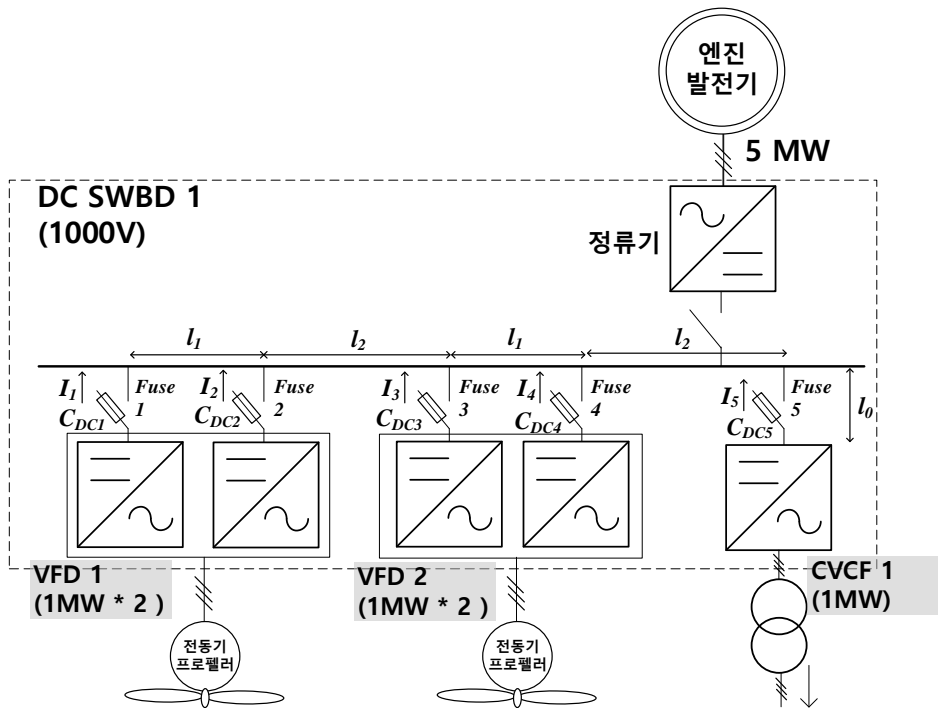 엔진
발전기
5 MW
DC SWBD 1
(1000V)
정류기
l1
l2
l1
l2
I1
Fuse
1
CDC1
I2
Fuse
2
CDC2
I3
Fuse
3
CDC3
I4
Fuse
4
CDC4
I5
Fuse
5
CDC5
l0
VFD 1
(1MW * 2 )
VFD 2
(1MW * 2 )
CVCF 1
(1MW)
전동기
프로펠러
전동기
프로펠러